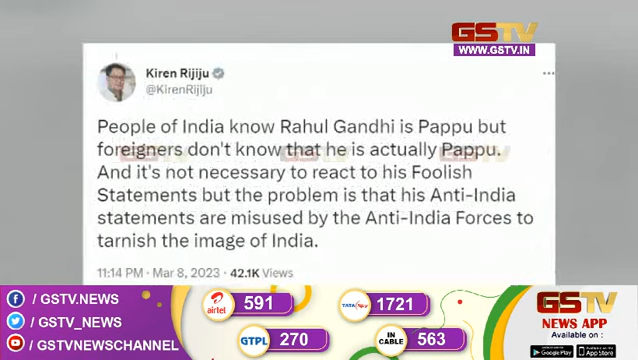 GSTV
WWW.GSTV.IN
Kiren Rijiju
@KirenRijiju
People of India know Rahul Gandhi is Pappu but
foreigners don't know that he is actually Pappu.
And it's not necessary to react to his Foolish
Statements but the problem is that his Anti-India
statements are misused by the Anti-India Forces to
tarnish the image of India.
11:14 PM · Mar 8, 2023 · 42.1K Views
GSTV GSTV GSTV
/ GSTV.NEWS
/ GSTV_NEWS
/ GSTVNEWSCHANNEL
airtel 591
TATA Sky 1721
GTPL 270
IN CABLE 563
GSTV
NEWS APP
Available on :
Google Play App Store